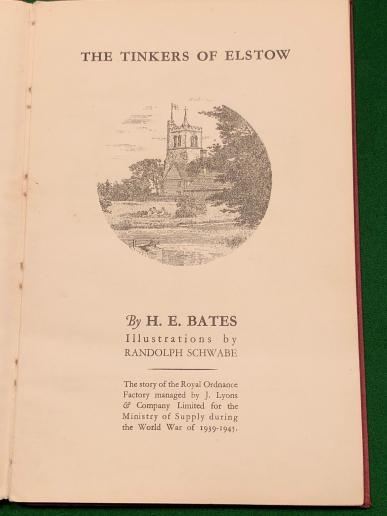 THE TINKERS OF ELSTOW
By H. E. BATES
Illustrations by
RANDOLPH SCHWABE
The story of the Royal Ordnance
Factory managed by J. Lyons
& Company Limited for the
Ministry of Supply during
the World War of 1939-1945.